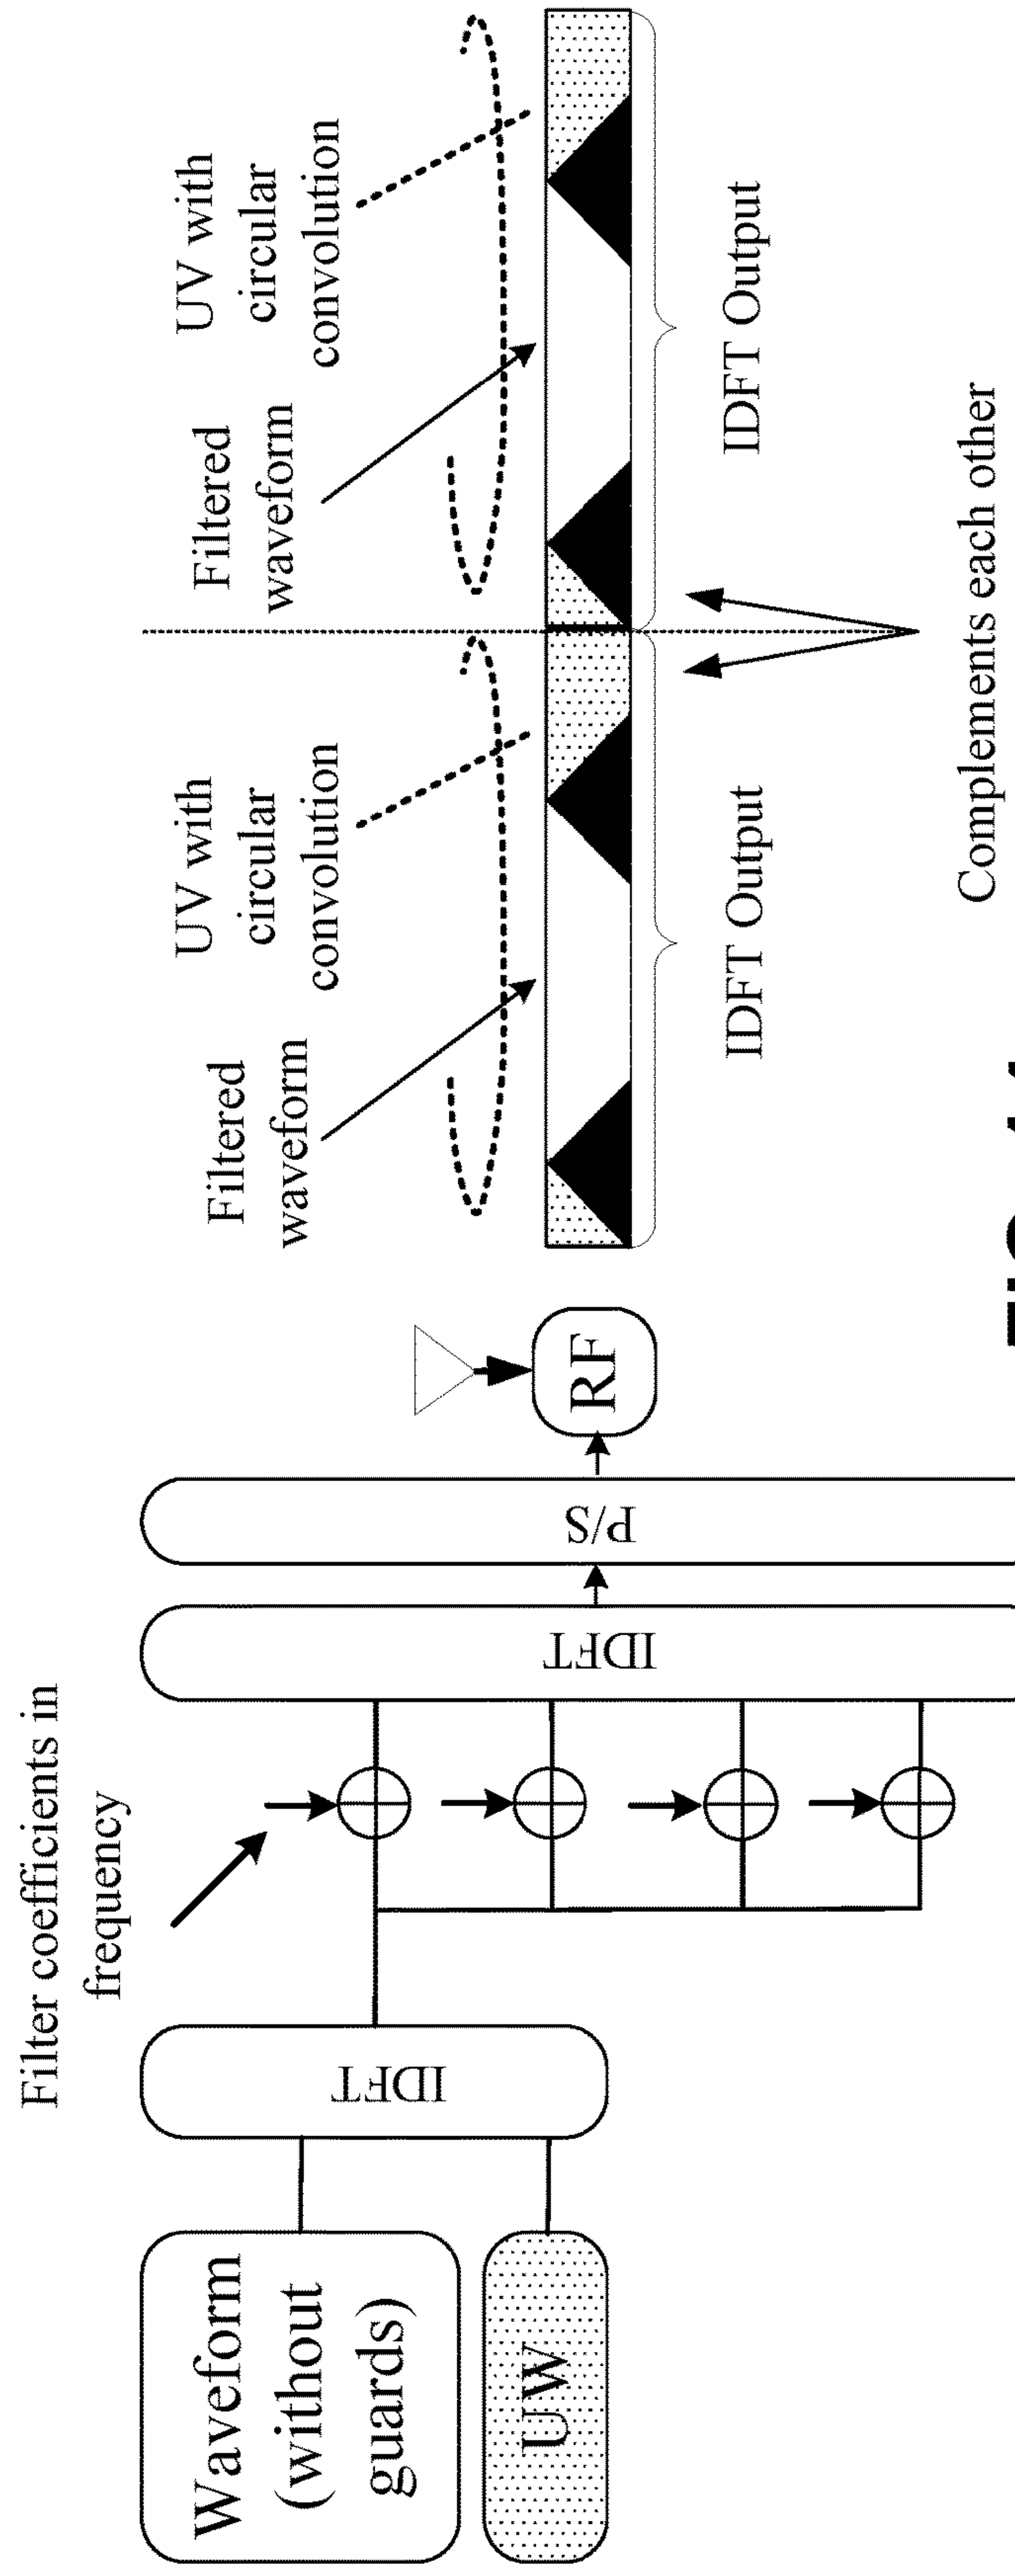 Filter coefficients in
frequency
Waveform
(without
guards)
UW
IDFT
IDFT
P/S
RF
Filtered
waveform
UV with
circular
convolution
Filtered
waveform
UV with
circular
convolution
IDFT Output
IDFT Output
Complements each other